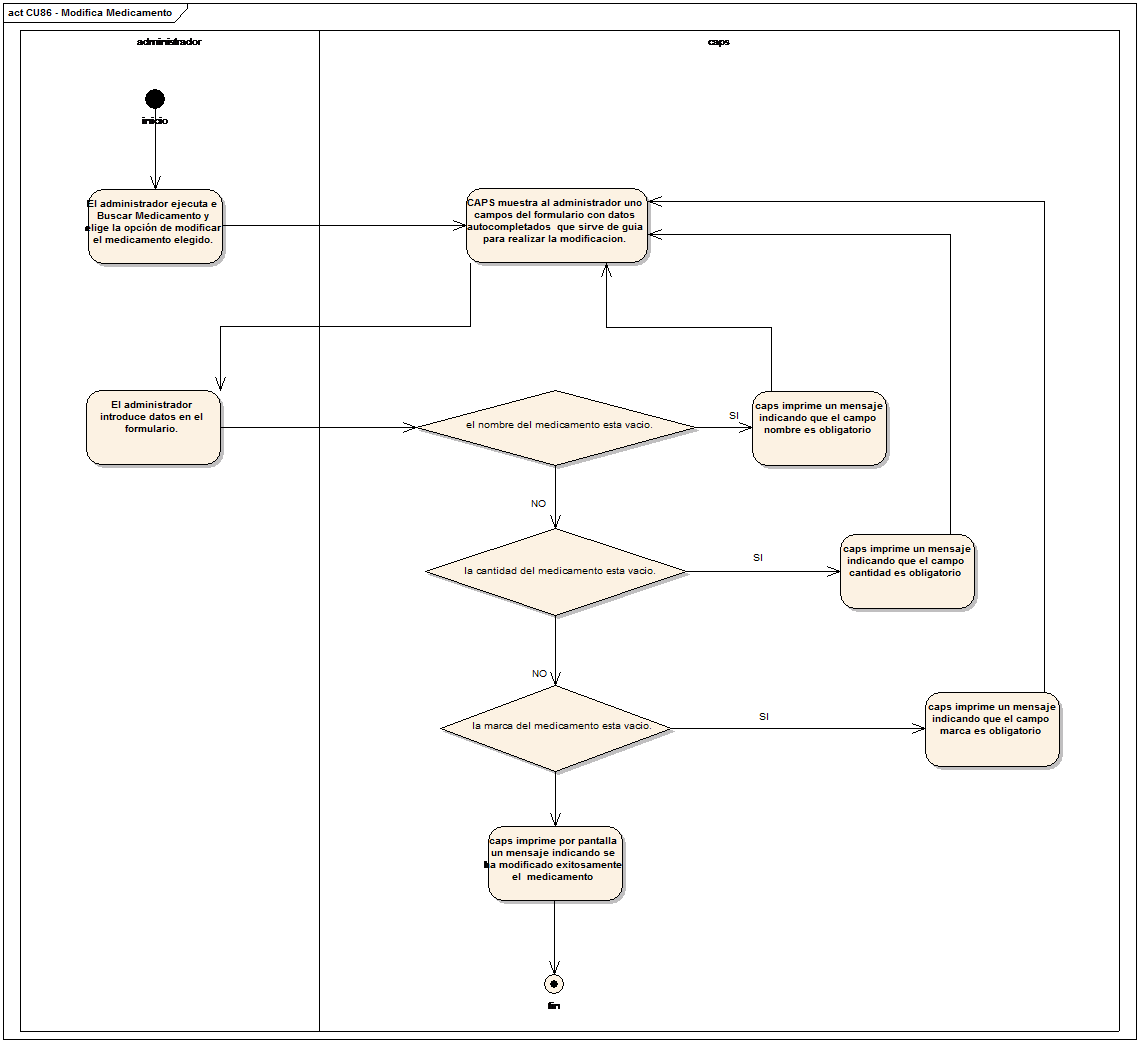 act CU86 - Modifica Medicamento
administrador
caps
inicio
El administrador ejecuta e
Buscar Medicamento y
elige la opción de modificar
el medicamento elegido.
CAPS muestra al administrador uno
campos del formulario con datos
autocompletados que sirve de guia
para realizar la modificacion.
El administrador
introduce datos en el
formulario.
el nombre del medicamento esta vacio.
SI
caps imprime un mensaje
indicando que el campo
nombre es obligatorio
NO
la cantidad del medicamento esta vacio.
SI
caps imprime un mensaje
indicando que el campo
cantidad es obligatorio
NO
la marca del medicamento esta vacio.
SI
caps imprime un mensaje
indicando que el campo
marca es obligatorio
caps imprime por pantalla
un mensaje indicando se
ha modificado exitosamente
el medicamento
fin